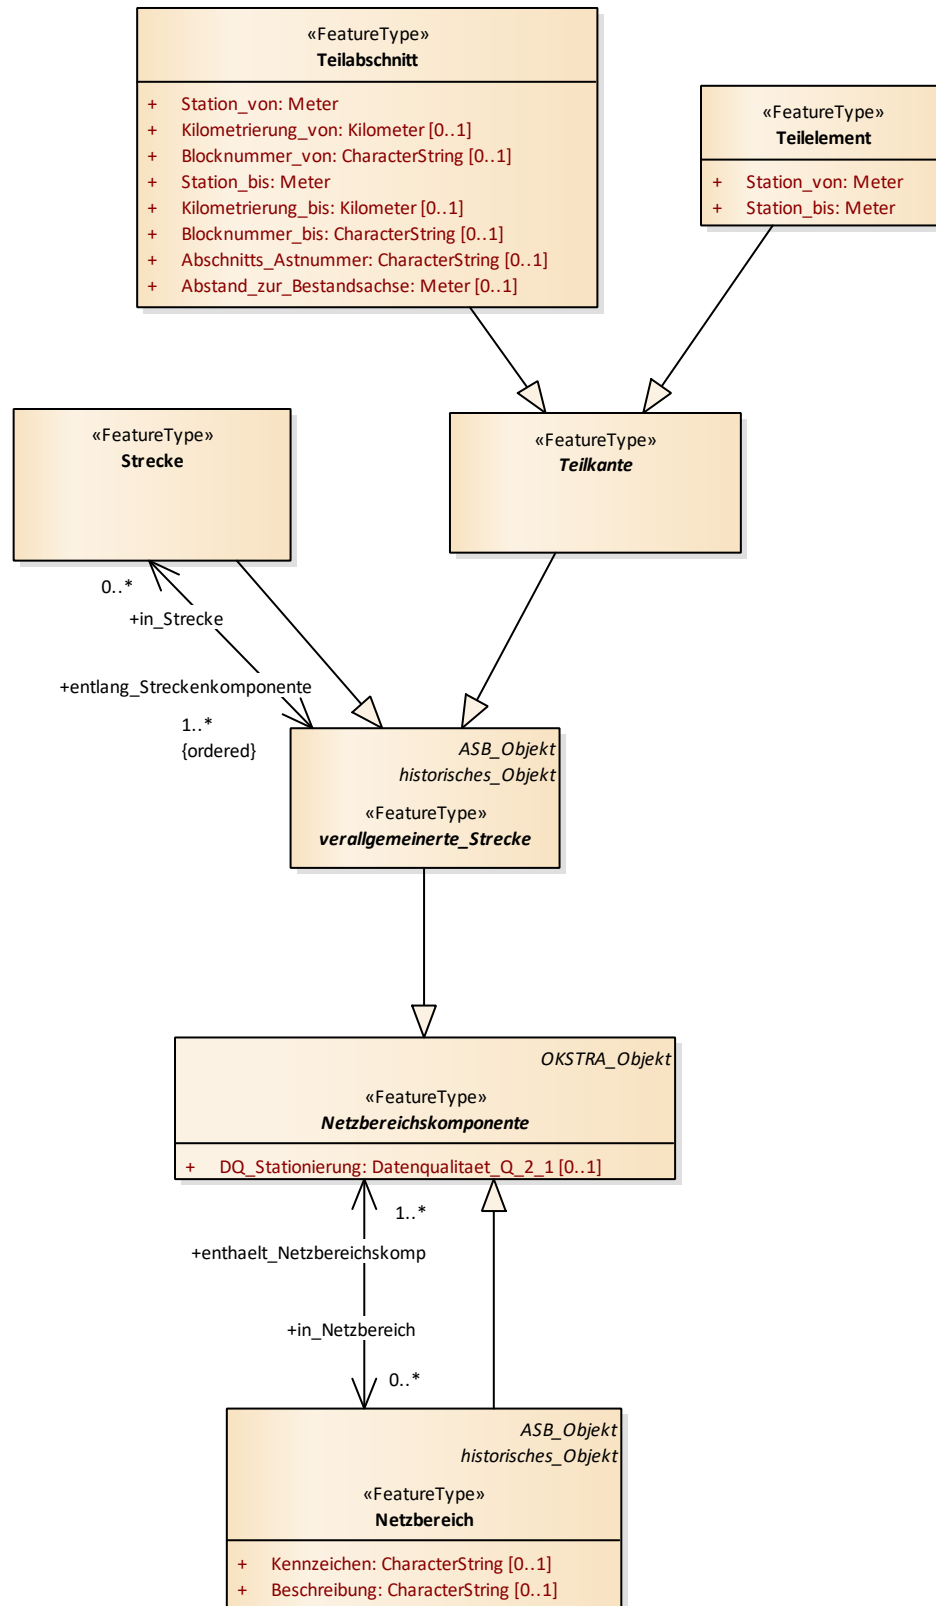 «FeatureType»
Teilabschnitt
+ Station_von: Meter
+ Kilometrierung_von: Kilometer [0..1]
+ Blocknummer_von: CharacterString [0..1]
+ Station_bis: Meter
+ Kilometrierung_bis: Kilometer [0..1]
+ Blocknummer_bis: CharacterString [0..1]
+ Abschnitts_Astnummer: CharacterString [0..1]
+ Abstand_zur_Bestandsachse: Meter [0..1]
«FeatureType»
Teilelement
+ Station_von: Meter
+ Station_bis: Meter
«FeatureType»
Strecke
«FeatureType»
Teilkante
0..*
+in_Strecke
+entlang_Streckenkomponente
1..*
{ordered}
ASB_Objekt
historisches_Objekt
«FeatureType»
verallgemeinerte_Strecke
OKSTRA_Objekt
«FeatureType»
Netzbereichskomponente
+ DQ_Stationierung: Datenqualitaet_Q_2_1 [0..1]
1..*
+enthaelt_Netzbereichskomp
+in_Netzbereich
0..*
ASB_Objekt
historisches_Objekt
«FeatureType»
Netzbereich
+ Kennzeichen: CharacterString [0..1]
+ Beschreibung: CharacterString [0..1]